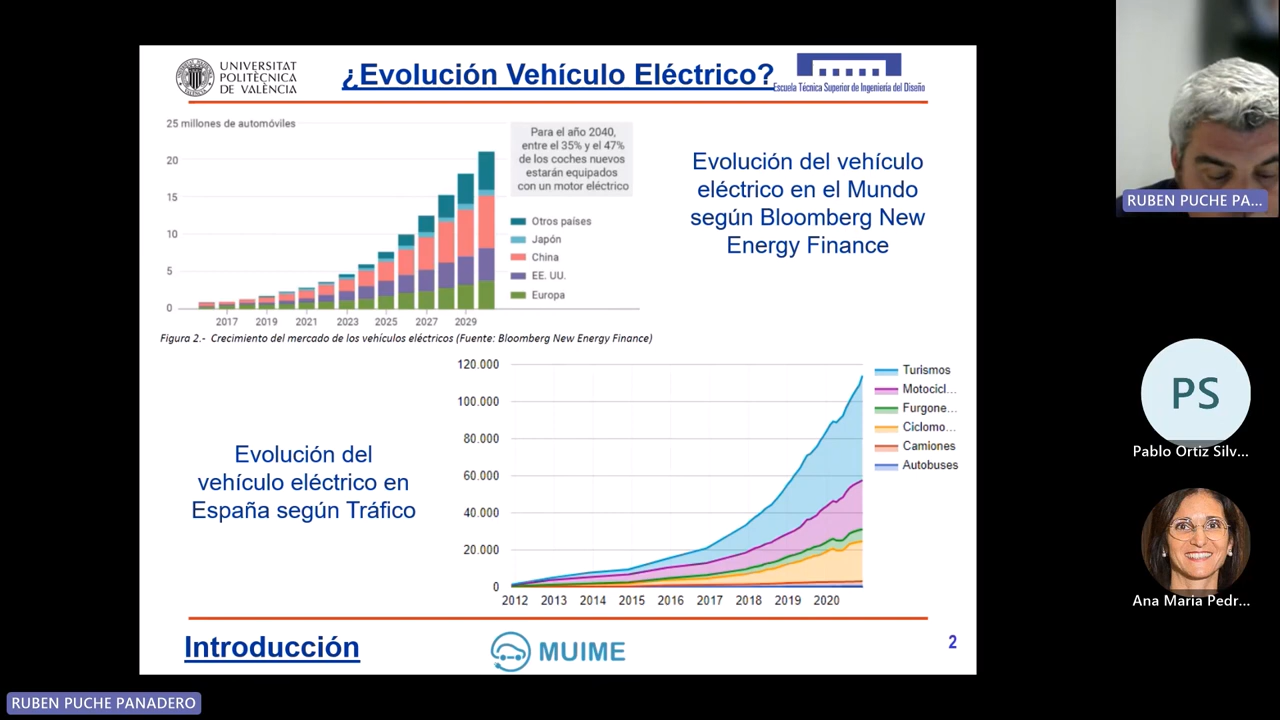 UNIVERSITAT
POLITÈCNICA
DE VALÈNCIA
¿Evolución Vehículo Eléctrico?
Escuela Técnica Superior de Ingeniería del Diseño
25 millones de automóviles
20
15
10
5
0
2017 2019 2021 2023 2025 2027 2029
Para el año 2040,
entre el 35% y el 47%
de los coches nuevos
estarán equipados
con un motor eléctrico
Otros países
Japón
China
EE. UU.
Europa
Figura 2.- Crecimiento del mercado de los vehículos eléctricos (Fuente: Bloomberg New Energy Finance)
Evolución del vehículo
eléctrico en el Mundo
según Bloomberg New
Energy Finance
Evolución del
vehículo eléctrico en
España según Tráfico
120.000
100.000
80.000
60.000
40.000
20.000
0
2012 2013 2014 2015 2016 2017 2018 2019 2020
Turismos
Motocicl...
Furgone...
Ciclomo...
Camiones
Autobuses
Introducción
MUIME
2
RUBEN PUCHE PA...
PS
Pablo Ortiz Silv...
Ana Maria Pedr...
RUBEN PUCHE PANADERO